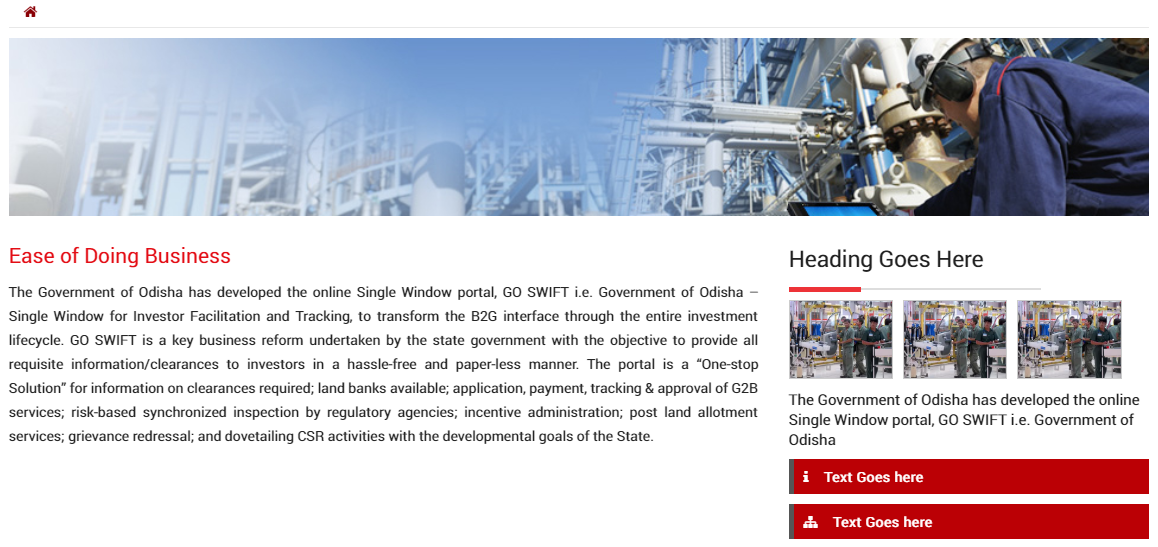 Ease of Doing Business
The Government of Odisha has developed the online Single Window portal, GO SWIFT i.e. Government of Odisha –
Single Window for Investor Facilitation and Tracking, to transform the B2G interface through the entire investment
lifecycle. GO SWIFT is a key business reform undertaken by the state government with the objective to provide all
requisite information/clearances to investors in a hassle-free and paper-less manner. The portal is a “One-stop
Solution” for information on clearances required; land banks available; application, payment, tracking & approval of G2B
services; risk-based synchronized inspection by regulatory agencies; incentive administration; post land allotment
services; grievance redressal; and dovetailing CSR activities with the developmental goals of the State.
Heading Goes Here
The Government of Odisha has developed the online
Single Window portal, GO SWIFT i.e. Government of
Odisha
Text Goes here
Text Goes here